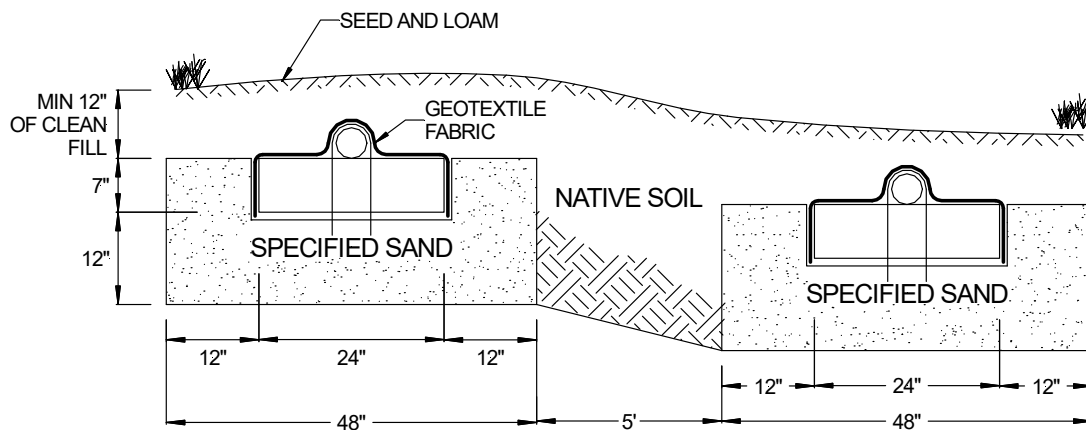 SEED AND LOAM
MIN 12"
OF CLEAN
FILL
GEOTEXTILE
FABRIC
7"
NATIVE SOIL
12"
SPECIFIED SAND
SPECIFIED SAND
12"
24"
12"
12"
24"
12"
48"
5'
48"